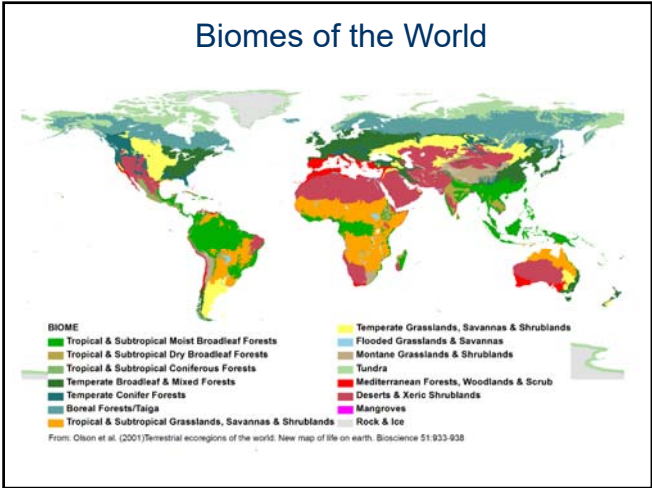 Biomes of the World
BIOME
Tropical & Subtropical Moist Broadleaf Forests
Tropical & Subtropical Dry Broadleaf Forests
Tropical & Subtropical Coniferous Forests
Temperate Broadleaf & Mixed Forests
Temperate Conifer Forests
Boreal Forests/Taiga
Tropical & Subtropical Grasslands, Savannas & Shrublands
Temperate Grasslands, Savannas & Shrublands
Flooded Grasslands & Savannas
Montane Grasslands & Shrublands
Tundra
Mediterranean Forests, Woodlands & Scrub
Deserts & Xeric Shrublands
Mangroves
Rock & Ice
From: Olson et al. (2001)Terrestrial ecoregions of the world: New map of life on earth. Bioscience 51:933-938